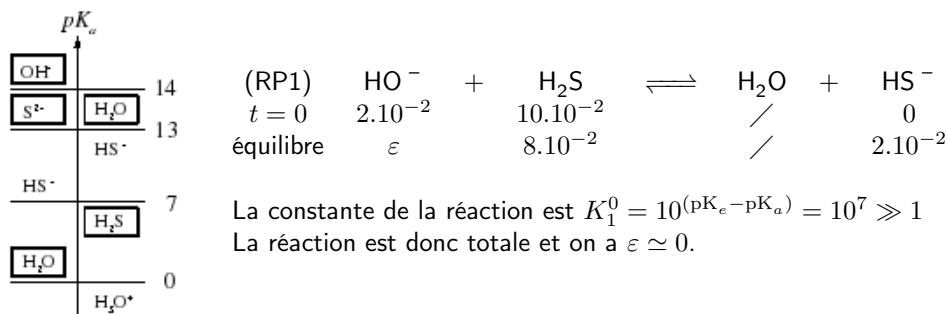 pKₐ
OH⁻
14
S²⁻ H₂O
13
HS⁻
HS⁻
7
H₂S
H₂O
0
H₃O⁺
(RP1) HO⁻ + H₂S ⇌ H₂O + HS⁻
t = 0 2.10⁻² 10.10⁻² ∕ 0
équilibre ε 8.10⁻² ∕ 2.10⁻²
La constante de la réaction est K₁⁰ = 10^(pKₑ−pKₐ) = 10⁷ ≫ 1
La réaction est donc totale et on a ε ≃ 0.